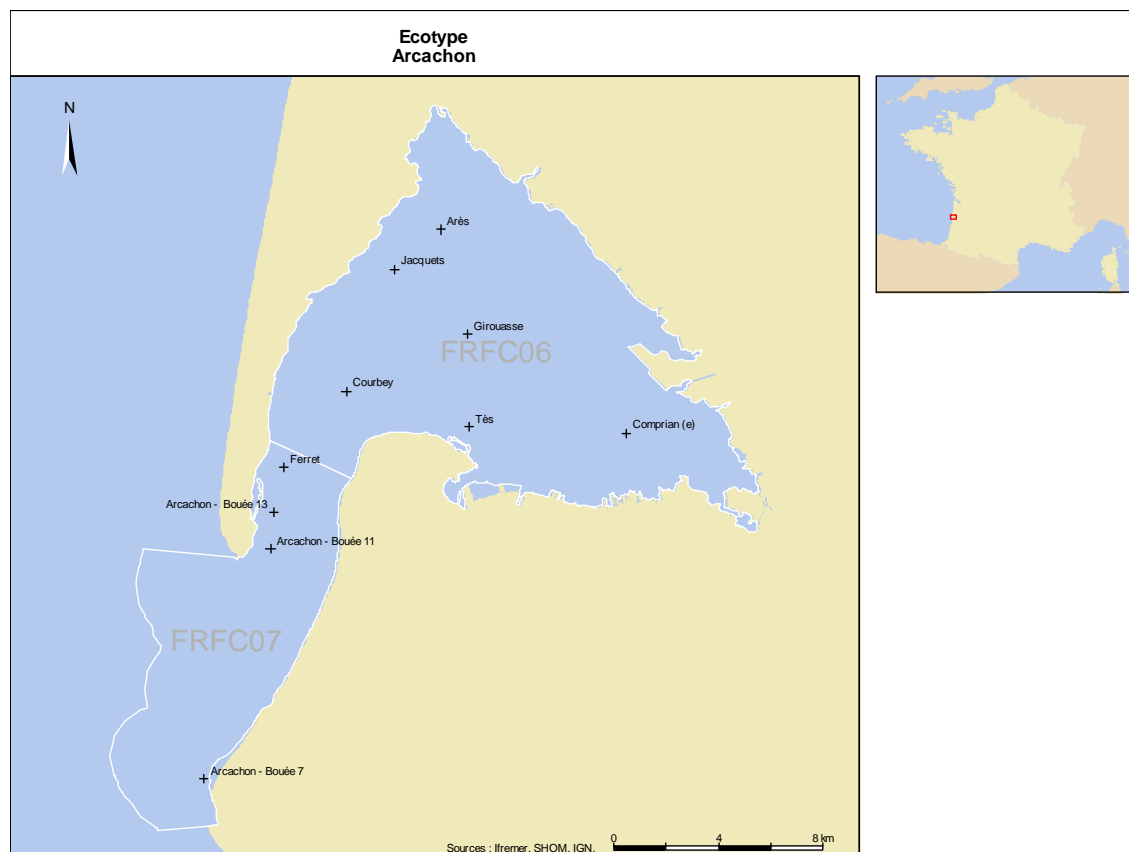 Ecotype
Arcachon
N
Arès
Jacquets
Girouasse
FRFC06
Courbey
Tès
Comprian (e)
Ferret
Arcachon - Bouée 13
Arcachon - Bouée 11
FRFC07
Arcachon - Bouée 7
0 4 8 km
Sources : Ifremer, SHOM, IGN,